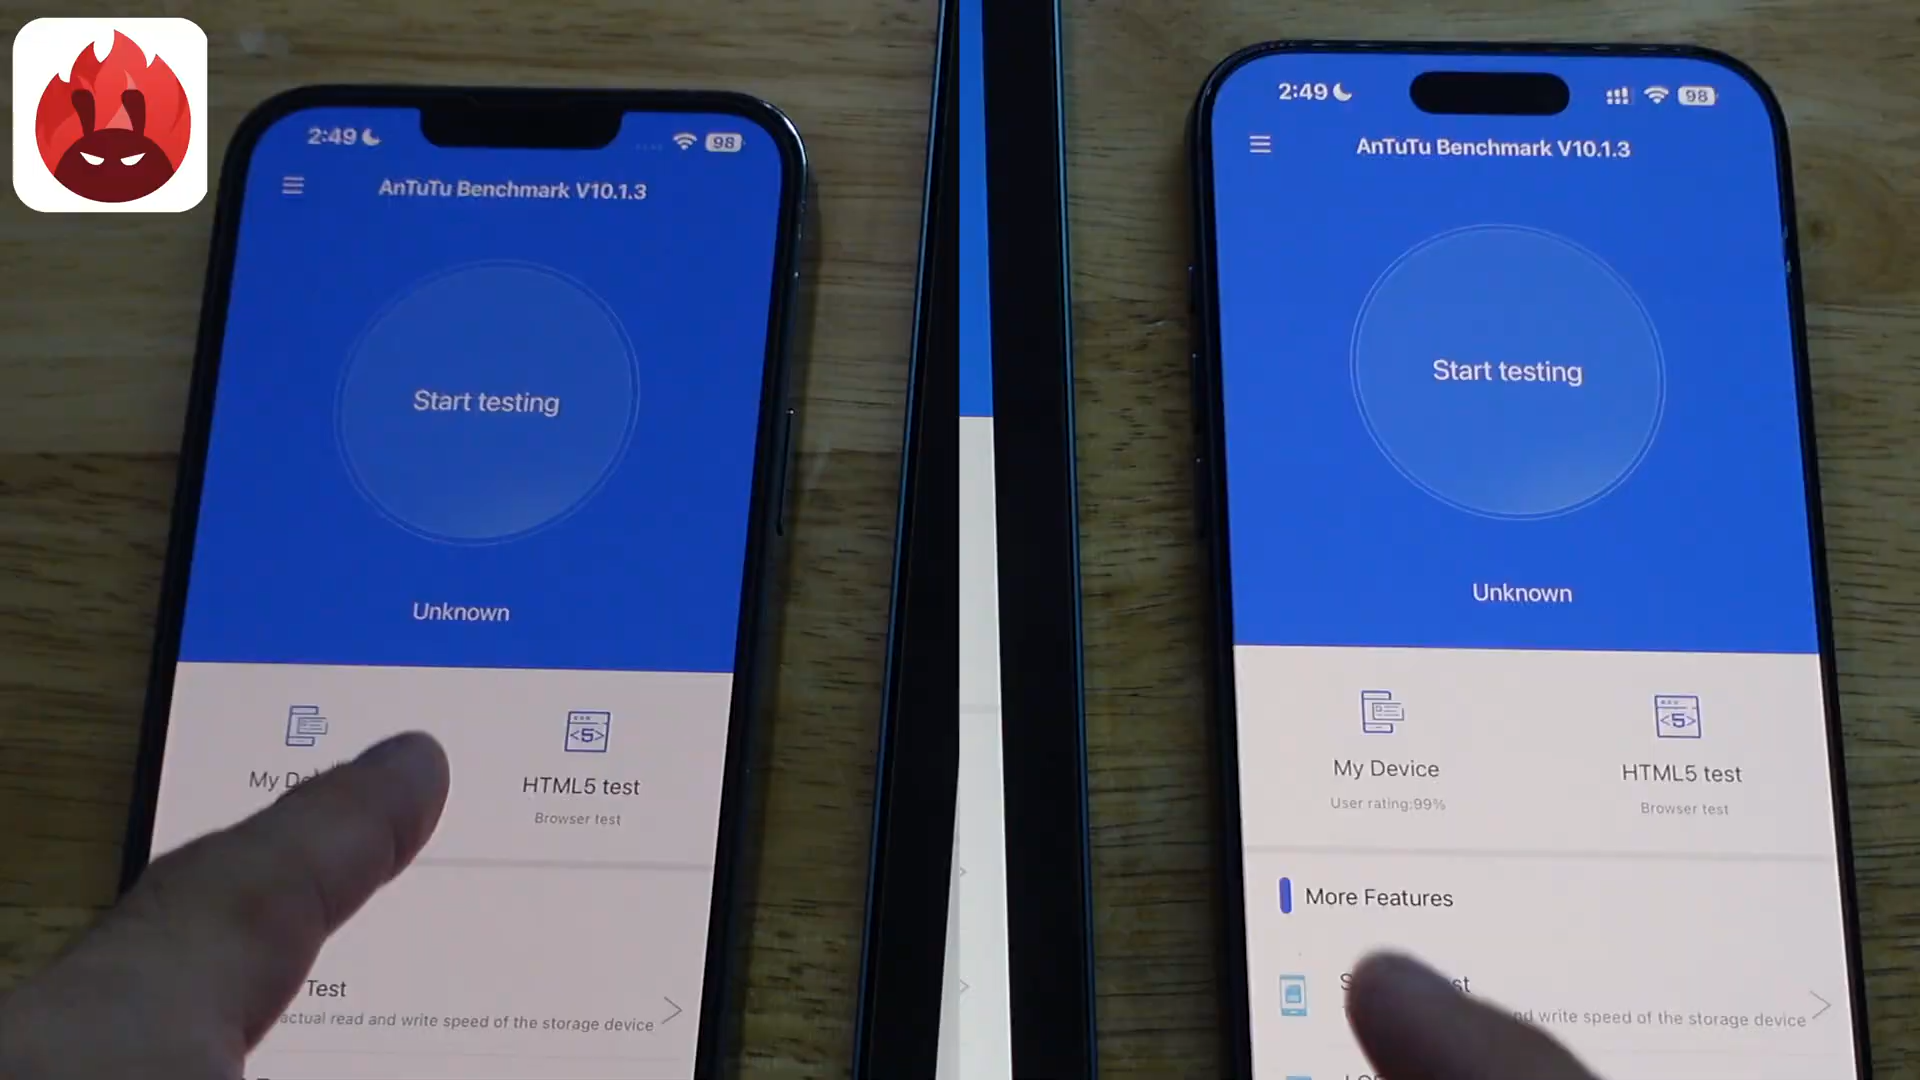 2:49
98
AnTuTu Benchmark V10.1.3
Start testing
Unknown
My
HTML5 test
Browser test
Test
actual read and write speed of the storage device
2:49
98
AnTuTu Benchmark V10.1.3
Start testing
Unknown
My Device
User rating:99%
HTML5 test
Browser test
More Features
write speed of the storage device